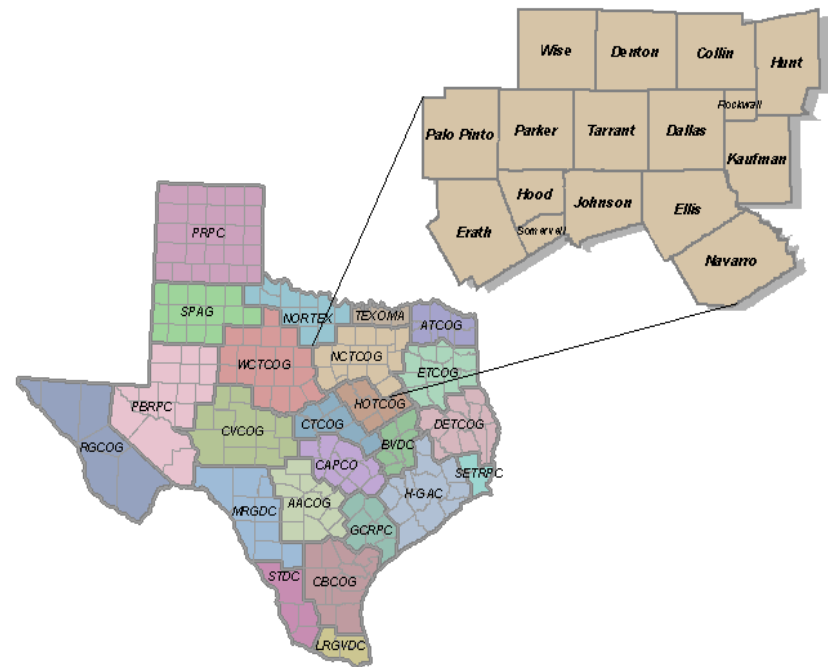 Wise
Denton
Collin
Hunt
Rockwall
Palo Pinto
Parker
Tarrant
Dallas
Kaufman
Hood
Johnson
Ellis
Erath
Somervell
Navarro
PRPC
SPAG
NORTEX
TEXOMA
ATCOG
WCTCOG
NCTCOG
ETCOG
PBRPC
HOTCOG
RGCOG
CVCOG
CTCOG
BVDC
DETCOG
CAPCO
SETRPC
MRGDC
AACOG
H-GAC
GCRPC
STDC
CBCOG
LRGVDC